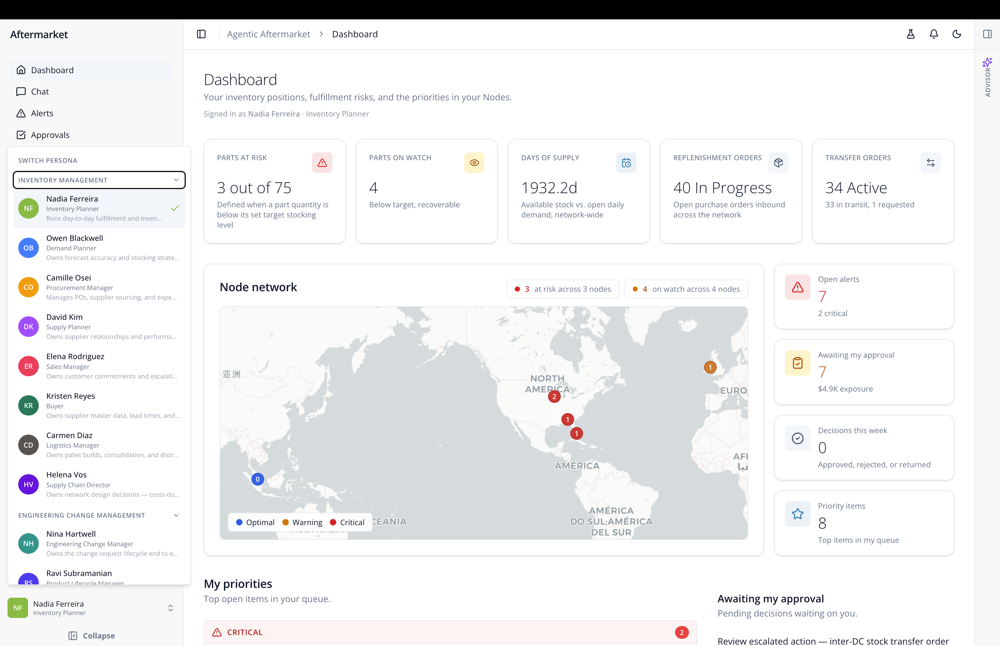 Aftermarket
Dashboard
Chat
Alerts
Approvals
SWITCH PERSONA
INVENTORY MANAGEMENT
NF
Nadia Ferreira
Inventory Planner
Runs day-to-day fulfillment and inven...
OB
Owen Blackwell
Demand Planner
Owns forecast accuracy and stocking strate...
CO
Camille Osei
Procurement Manager
Manages POs, supplier sourcing, and expe...
DK
David Kim
Supply Planner
Owns supplier relationships and performa...
ER
Elena Rodriguez
Sales Manager
Owns customer commitments and escalati...
KR
Kristen Reyes
Buyer
Owns supplier master data, lead times, and...
CD
Carmen Diaz
Logistics Manager
Owns pallet builds, consolidation, and distr...
HV
Helena Vos
Supply Chain Director
Owns network design decisions — cross-do...
ENGINEERING CHANGE MANAGEMENT
NH
Nina Hartwell
Engineering Change Manager
Owns the change request lifecycle end to e...
RS
Ravi Subramanian
Product Lifecycle Manager
NF
Nadia Ferreira
Inventory Planner
Collapse
Agentic Aftermarket > Dashboard
Dashboard
Your inventory positions, fulfillment risks, and the priorities in your Nodes.
Signed in as Nadia Ferreira · Inventory Planner
PARTS AT RISK
3 out of 75
Defined when a part quantity is
below its set target stocking
level
PARTS ON WATCH
4
Below target, recoverable
DAYS OF SUPPLY
1932.2d
Available stock vs. open daily
demand, network-wide
REPLENISHMENT ORDERS
40 In Progress
Open purchase orders inbound
across the network
TRANSFER ORDERS
34 Active
33 in transit, 1 requested
Node network
3 at risk across 3 nodes
4 on watch across 4 nodes
亚洲
NORTH
AMERICA
2
1
1
1
EURO
AFI
AMÉRICA
0
AMÉRICA
DO SUL;AMÉRICA
DEL SUR
CEANIA
Optimal
Warning
Critical
Open alerts
7
2 critical
Awaiting my approval
7
$4.9K exposure
Decisions this week
0
Approved, rejected, or returned
Priority items
8
Top items in my queue
My priorities
Top open items in your queue.
CRITICAL
2
Awaiting my approval
Pending decisions waiting on you.
Review escalated action — inter-DC stock transfer order
ADVISOR